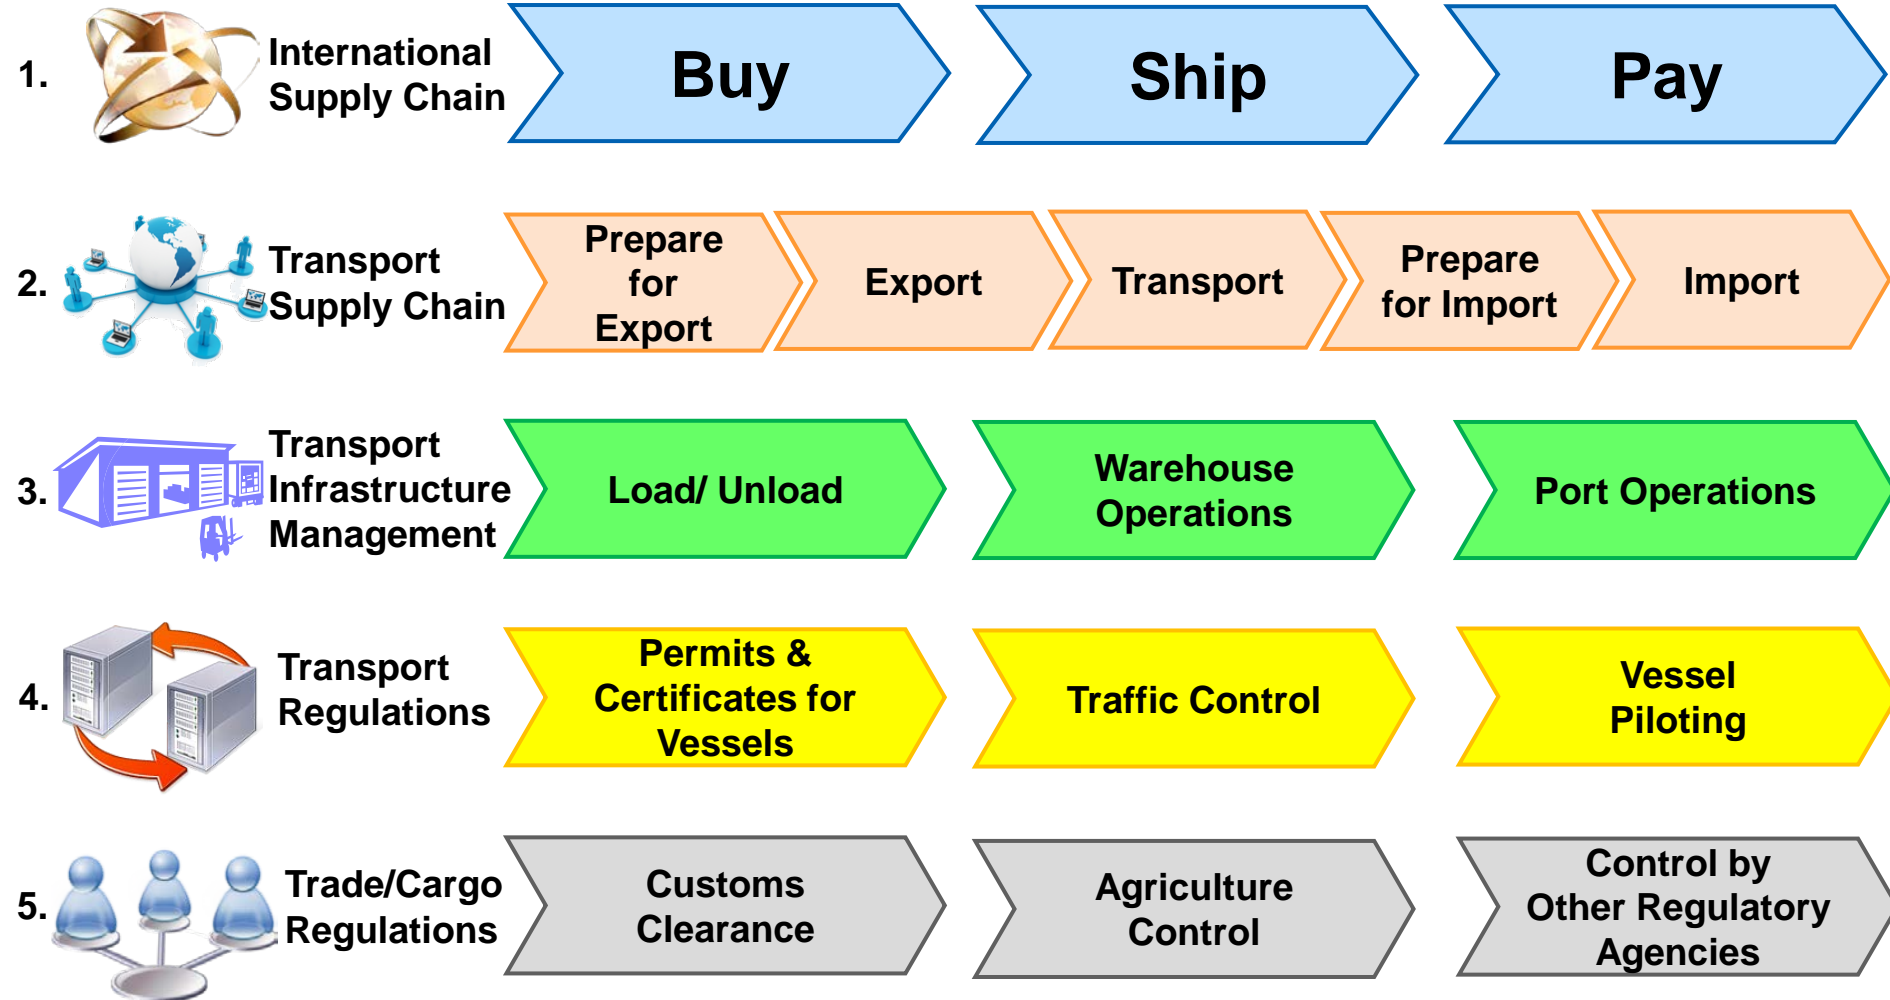 1.
International
Supply Chain
Buy
Ship
Pay
2.
Transport
Supply Chain
Prepare
for
Export
Export
Transport
Prepare
for Import
Import
3.
Transport
Infrastructure
Management
Load/ Unload
Warehouse
Operations
Port Operations
4.
Transport
Regulations
Permits &
Certificates for
Vessels
Traffic Control
Vessel
Piloting
5.
Trade/Cargo
Regulations
Customs
Clearance
Agriculture
Control
Control by
Other Regulatory
Agencies